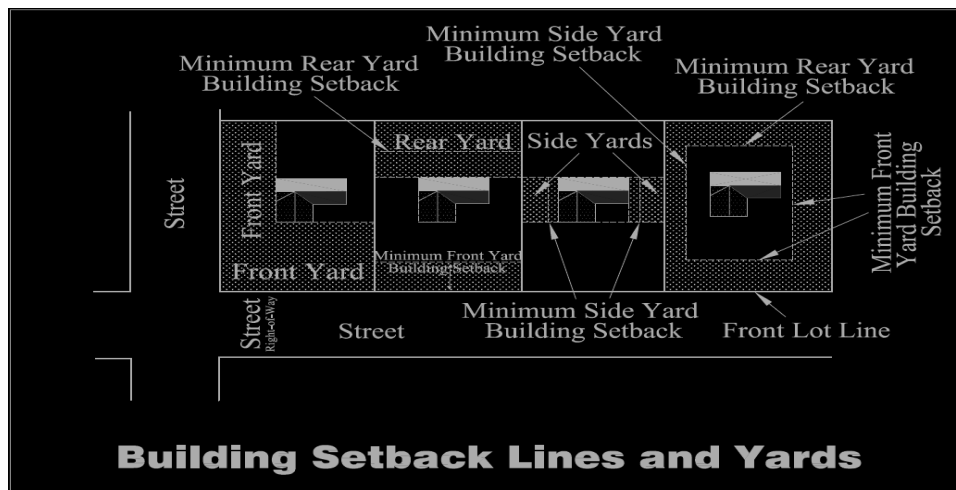 Minimum Side Yard
Building Setback
Minimum Rear Yard
Building Setback
Minimum Rear Yard
Building Setback
Rear Yard
Side Yards
Front Yard
Street
Minimum Front
Yard Building
Setback
Minimum Front Yard
Building Setback
Front Yard
Minimum Side Yard
Building Setback
Front Lot Line
Street
Right-of-Way
Street
Building Setback Lines and Yards